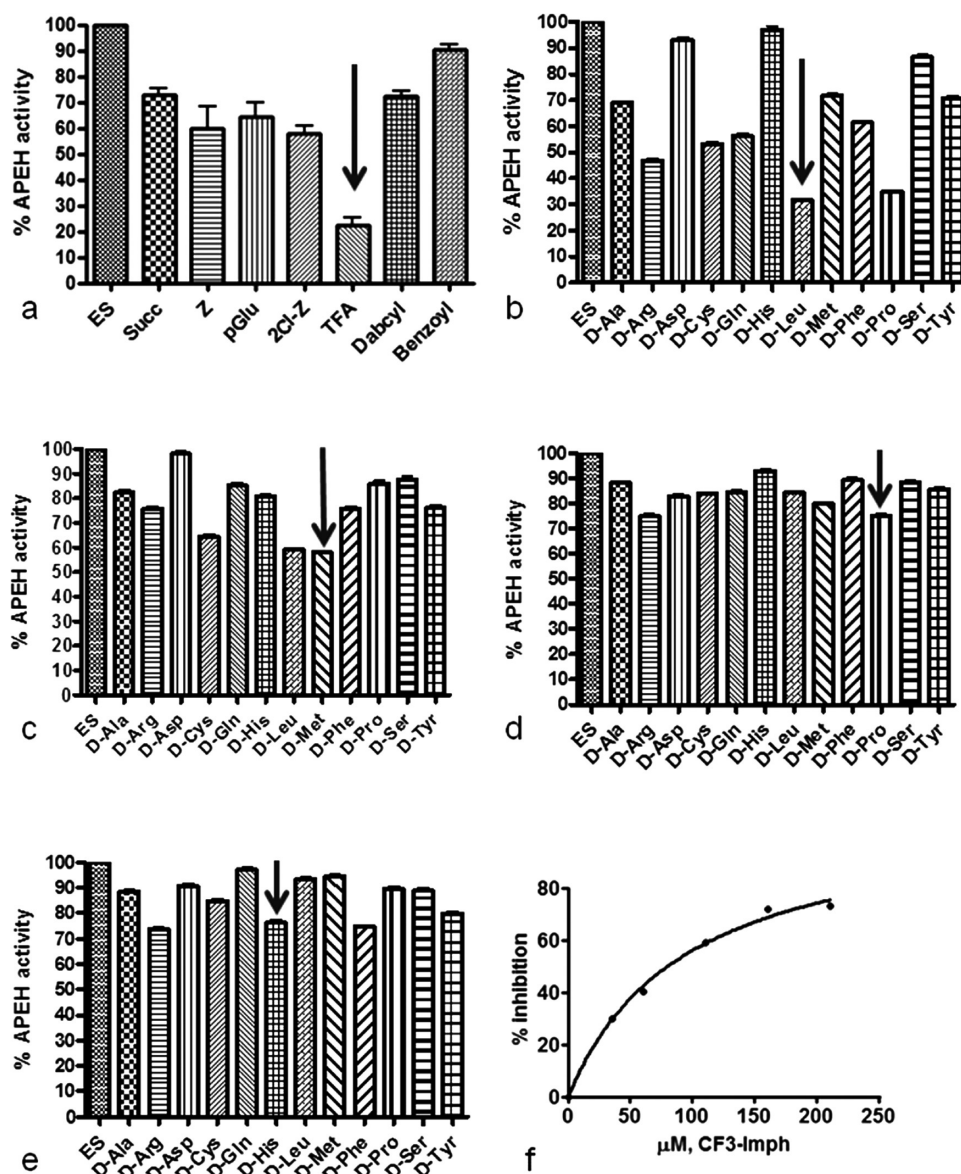 % APEH activity
100
90
80
70
60
50
40
30
20
10
0
ES
Succ
Z
pGlu
2Cl-Z
TFA
Dabcyl
Benzoyl
a
% APEH activity
100
90
80
70
60
50
40
30
20
10
0
ES
D-Ala
D-Arg
D-Asp
D-Cys
D-Gln
D-His
D-Leu
D-Met
D-Phe
D-Pro
D-Ser
D-Tyr
b
% APEH activity
100
90
80
70
60
50
40
30
20
10
0
ES
D-Ala
D-Arg
D-Asp
D-Cys
D-Gln
D-His
D-Leu
D-Met
D-Phe
D-Pro
D-Ser
D-Tyr
c
% APEH activity
100
90
80
70
60
50
40
30
20
10
0
ES
D-Ala
D-Arg
D-Asp
D-Cys
D-Gln
D-His
D-Leu
D-Met
D-Phe
D-Pro
D-Ser
D-Tyr
d
% APEH activity
100
90
80
70
60
50
40
30
20
10
0
ES
D-Ala
D-Arg
D-Asp
D-Cys
D-Gln
D-His
D-Leu
D-Met
D-Phe
D-Pro
D-Ser
D-Tyr
e
% Inhibition
80
60
40
20
0
0 50 100 150 200 250
µM, CF3-lmph
f